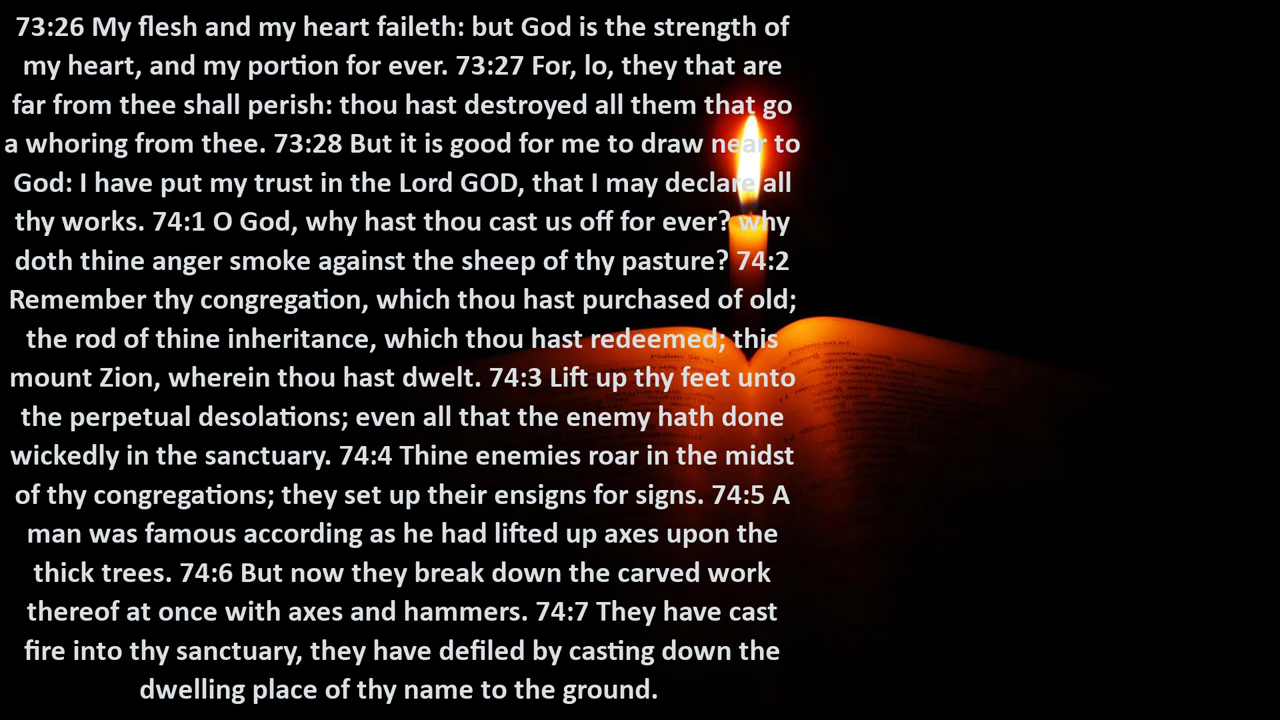 73:26 My flesh and my heart faileth: but God is the strength of
my heart, and my portion for ever. 73:27 For, lo, they that are
far from thee shall perish: thou hast destroyed all them that go
a whoring from thee. 73:28 But it is good for me to draw near to
God: I have put my trust in the Lord GOD, that I may declare all
thy works. 74:1 O God, why hast thou cast us off for ever? why
doth thine anger smoke against the sheep of thy pasture? 74:2
Remember thy congregation, which thou hast purchased of old;
the rod of thine inheritance, which thou hast redeemed; this
mount Zion, wherein thou hast dwelt. 74:3 Lift up thy feet unto
the perpetual desolations; even all that the enemy hath done
wickedly in the sanctuary. 74:4 Thine enemies roar in the midst
of thy congregations; they set up their ensigns for signs. 74:5 A
man was famous according as he had lifted up axes upon the
thick trees. 74:6 But now they break down the carved work
thereof at once with axes and hammers. 74:7 They have cast
fire into thy sanctuary, they have defiled by casting down the
dwelling place of thy name to the ground.